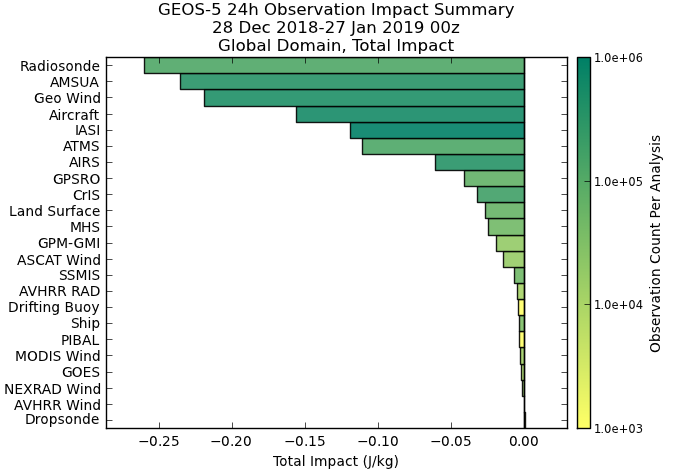 GEOS-5 24h Observation Impact Summary
28 Dec 2018-27 Jan 2019 00z
Global Domain, Total Impact
Radiosonde
AMSUA
Geo Wind
Aircraft
IASI
ATMS
AIRS
GPSRO
CrIS
Land Surface
MHS
GPM-GMI
ASCAT Wind
SSMIS
AVHRR RAD
Drifting Buoy
Ship
PIBAL
MODIS Wind
GOES
NEXRAD Wind
AVHRR Wind
Dropsonde
−0.25 −0.20 −0.15 −0.10 −0.05 0.00
Total Impact (J/kg)
1.0e+06
1.0e+05
1.0e+04
1.0e+03
Observation Count Per Analysis